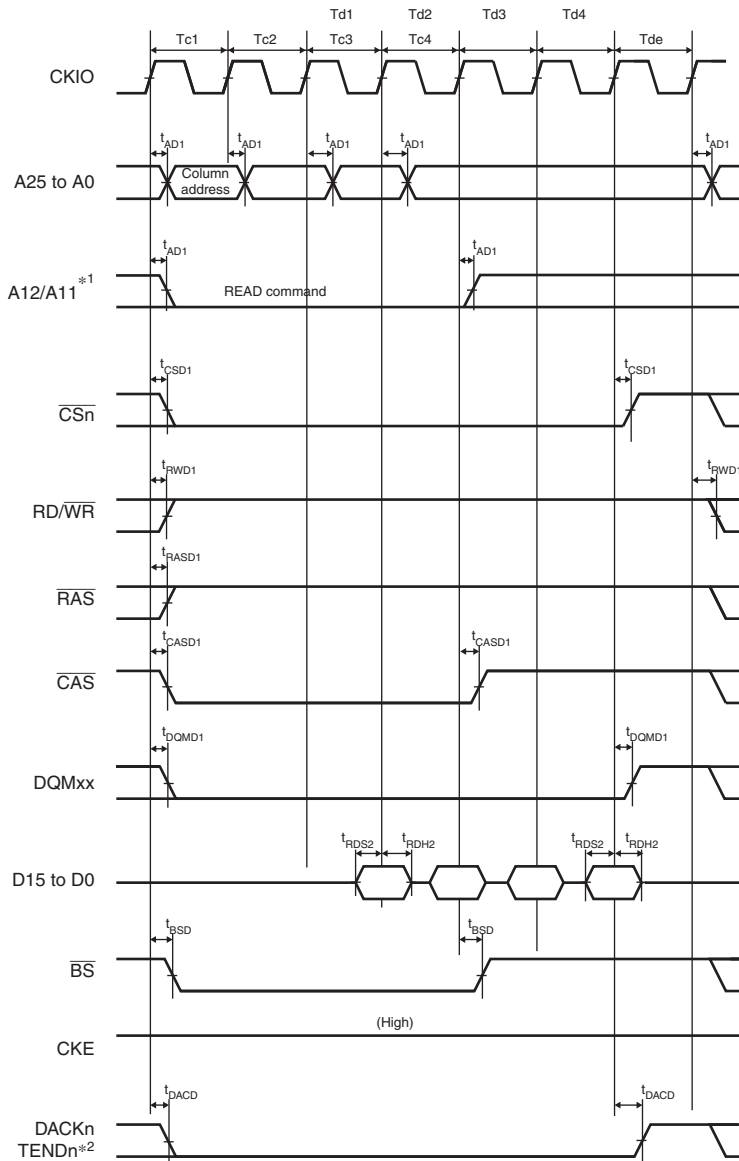 Td1 Td2 Td3 Td4
Tc1 Tc2 Tc3 Tc4 Tde
CKIO
tAD1 tAD1 tAD1 tAD1 tAD1
A25 to A0
Column
address
tAD1 tAD1
A12/A11*1
READ command
tCSD1 tCSD1
CSn
tRWD1 tRWD1
RD/WR
tRASD1
RAS
tCASD1 tCASD1
CAS
tDQMD1 tDQMD1
DQMxx
tRDS2 tRDH2 tRDS2 tRDH2
D15 to D0
tBSD tBSD
BS
(High)
CKE
tDACD tDACD
DACKn
TENDn*2